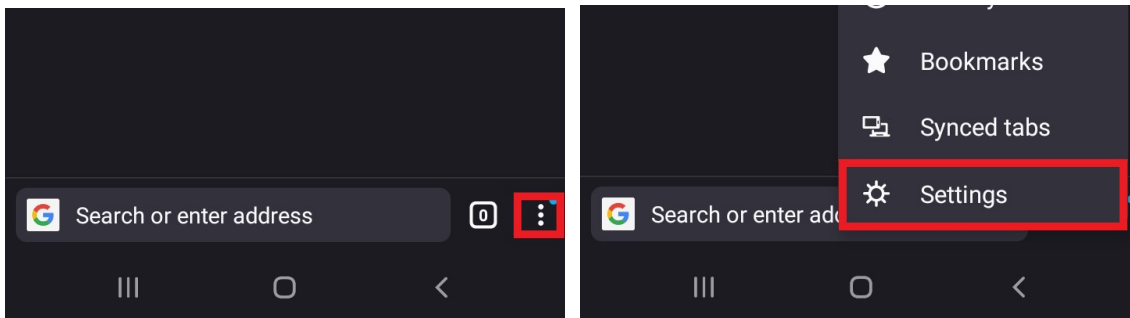 Search or enter address
0
Bookmarks
Synced tabs
Settings
Search or enter add